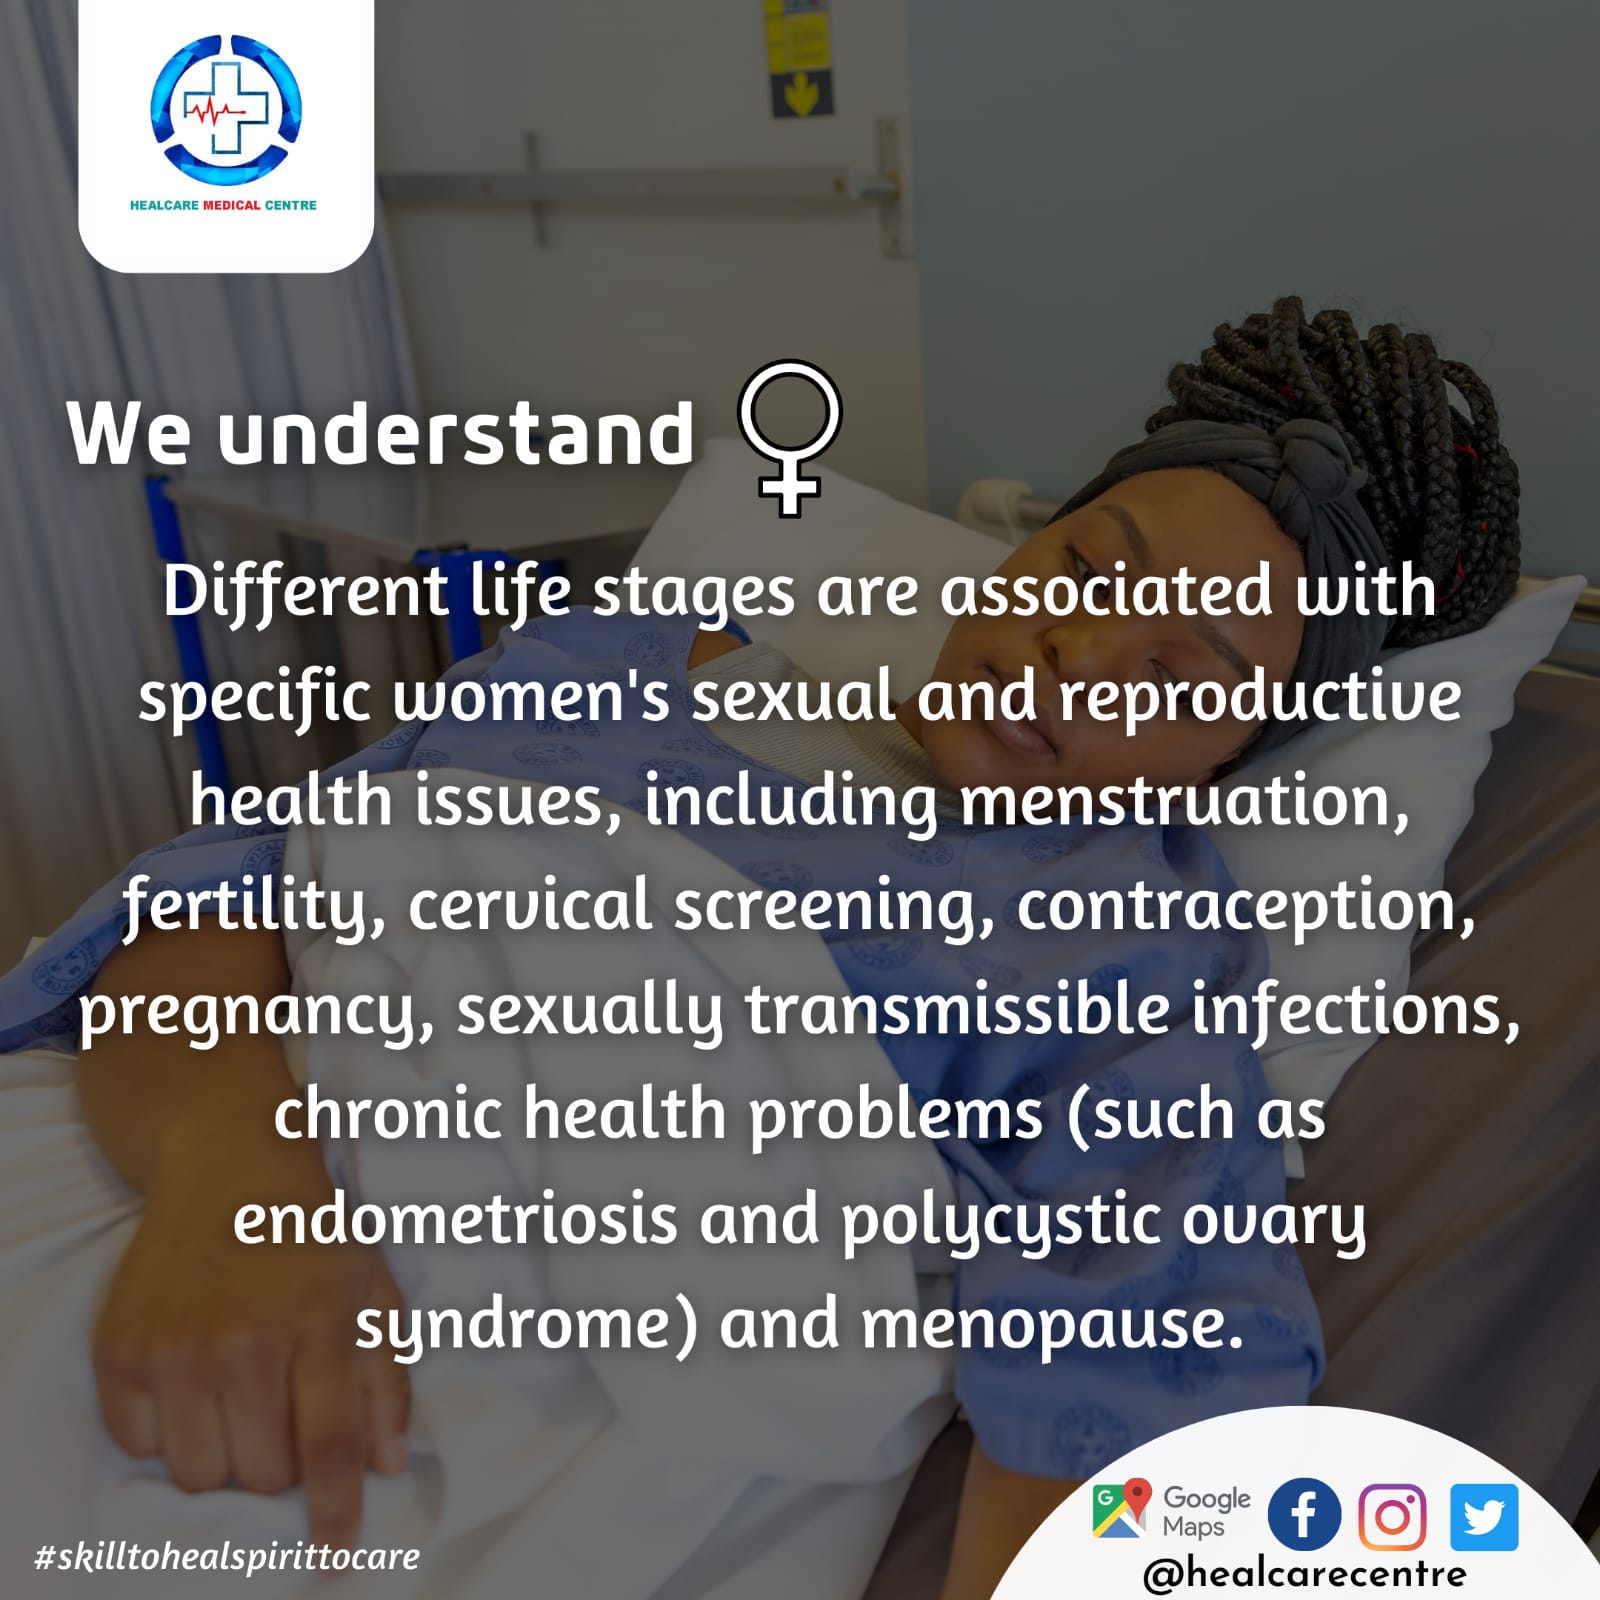 HEALCARE MEDICAL CENTRE
We understand
Different life stages are associated with
specific women's sexual and reproductive
health issues, including menstruation,
fertility, cervical screening, contraception,
pregnancy, sexually transmissible infections,
chronic health problems (such as
endometriosis and polycystic ovary
syndrome) and menopause.
G
Google
Maps
@healcarecentre
#skilltohealspirittocare